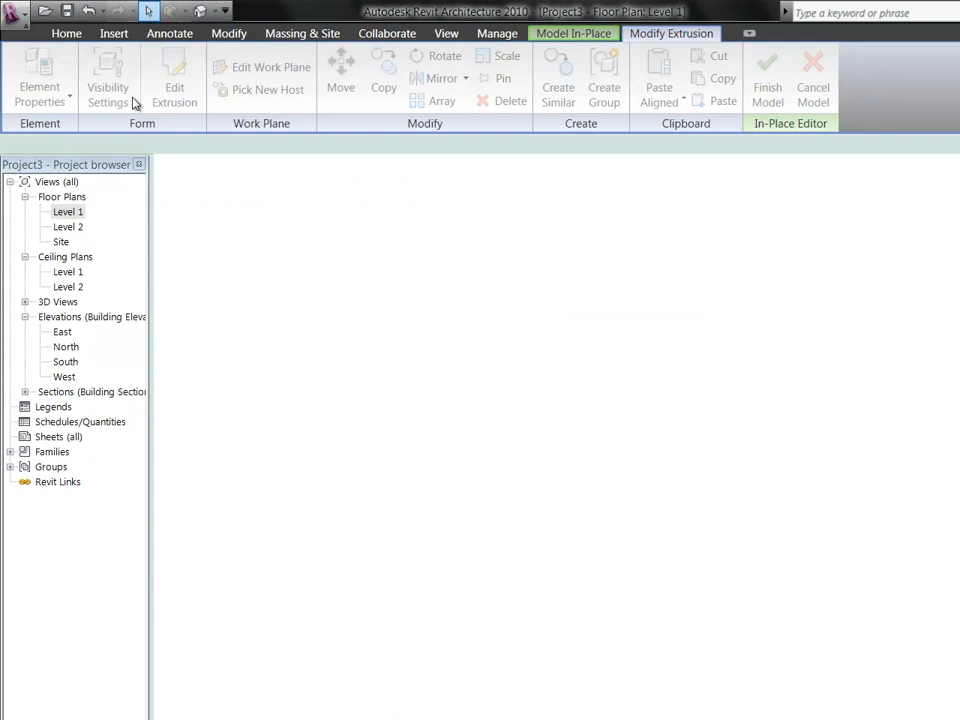 Autodesk Revit Architecture 2010 - [Project3 - Floor Plan: Level 1]
Type a keyword or phrase
Home Insert Annotate Modify Massing & Site Collaborate View Manage Model In-Place Modify Extrusion
Element Properties
Visibility Settings
Edit Extrusion
Edit Work Plane
Pick New Host
Move
Copy
Rotate
Mirror
Array
Scale
Pin
Delete
Create Similar
Create Group
Paste Aligned
Cut
Copy
Paste
Finish Model
Cancel Model
Element Form Work Plane Modify Create Clipboard In-Place Editor
Project3 - Project browser
Views (all)
Floor Plans
Level 1
Level 2
Site
Ceiling Plans
Level 1
Level 2
3D Views
Elevations (Building Eleva
East
North
South
West
Sections (Building Section
Legends
Schedules/Quantities
Sheets (all)
Families
Groups
Revit Links